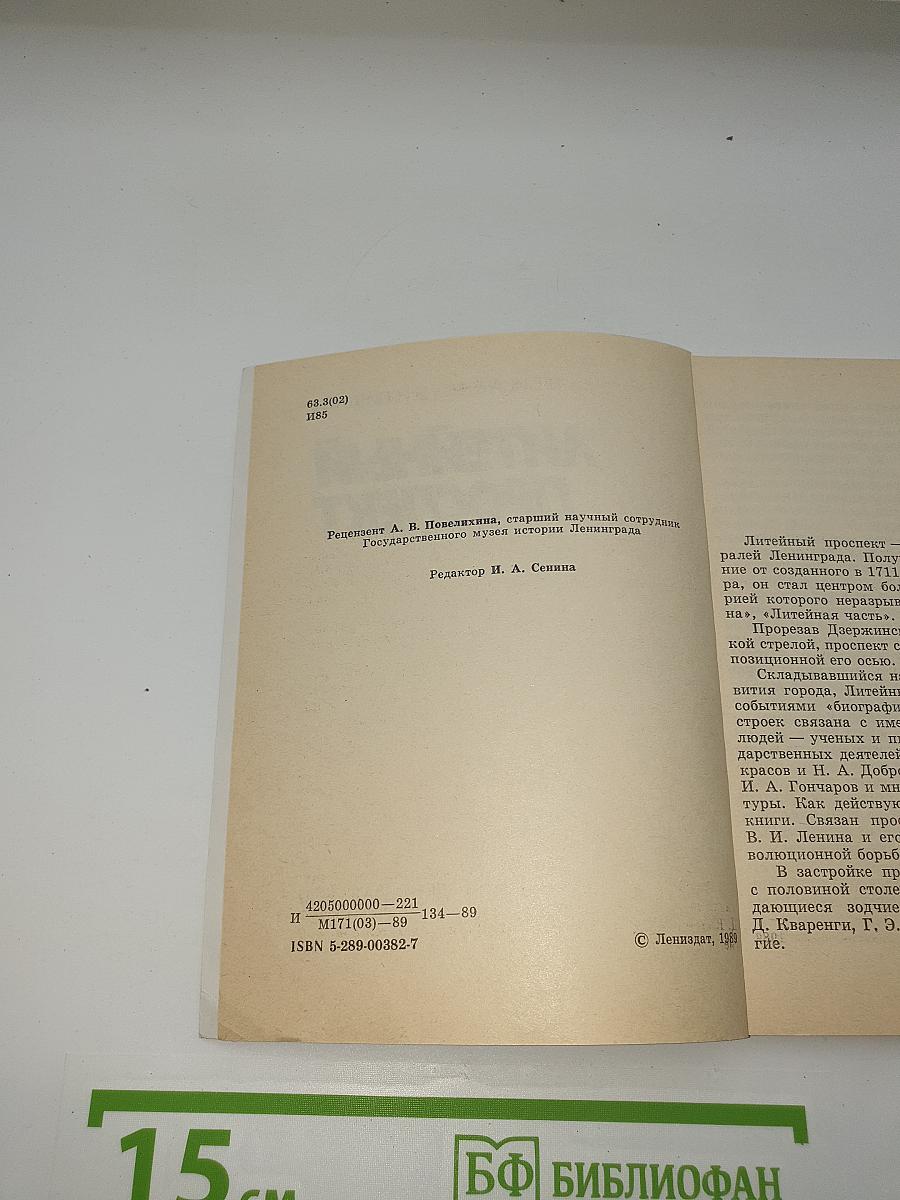 63.3(02)
И85
Рецензент А. В. Повелихина, старший научный сотрудник
Государственного музея истории Ленинграда
Редактор И. А. Сенина
И 4205000000—221 134—89
М171(03)—89
ISBN 5-289-00382-7
© Лениздат, 1989
Литейный проспект —
ралей Ленинграда. Полу
ние от созданного в 1711
ра, он стал центром бол
рией которого неразрыв
на», «Литейная часть».
Прорезав Дзержинс
кой стрелой, проспект с
позиционной его осью.
Складывавшийся на
вития города, Литейн
событиями «биографи
строек связана с име
людей — ученых и п
дарственных деятелей
красов и Н. А. Добро
И. А. Гончаров и мн
туры. Как действую
книги. Связан прос
В. И. Ленина и его
волюционной борьб
В застройке пр
с половиной столе
дающиеся зодчие
Д. Кваренги, Г. Э.
гие.
15 см
БФ БИБЛИОФАН